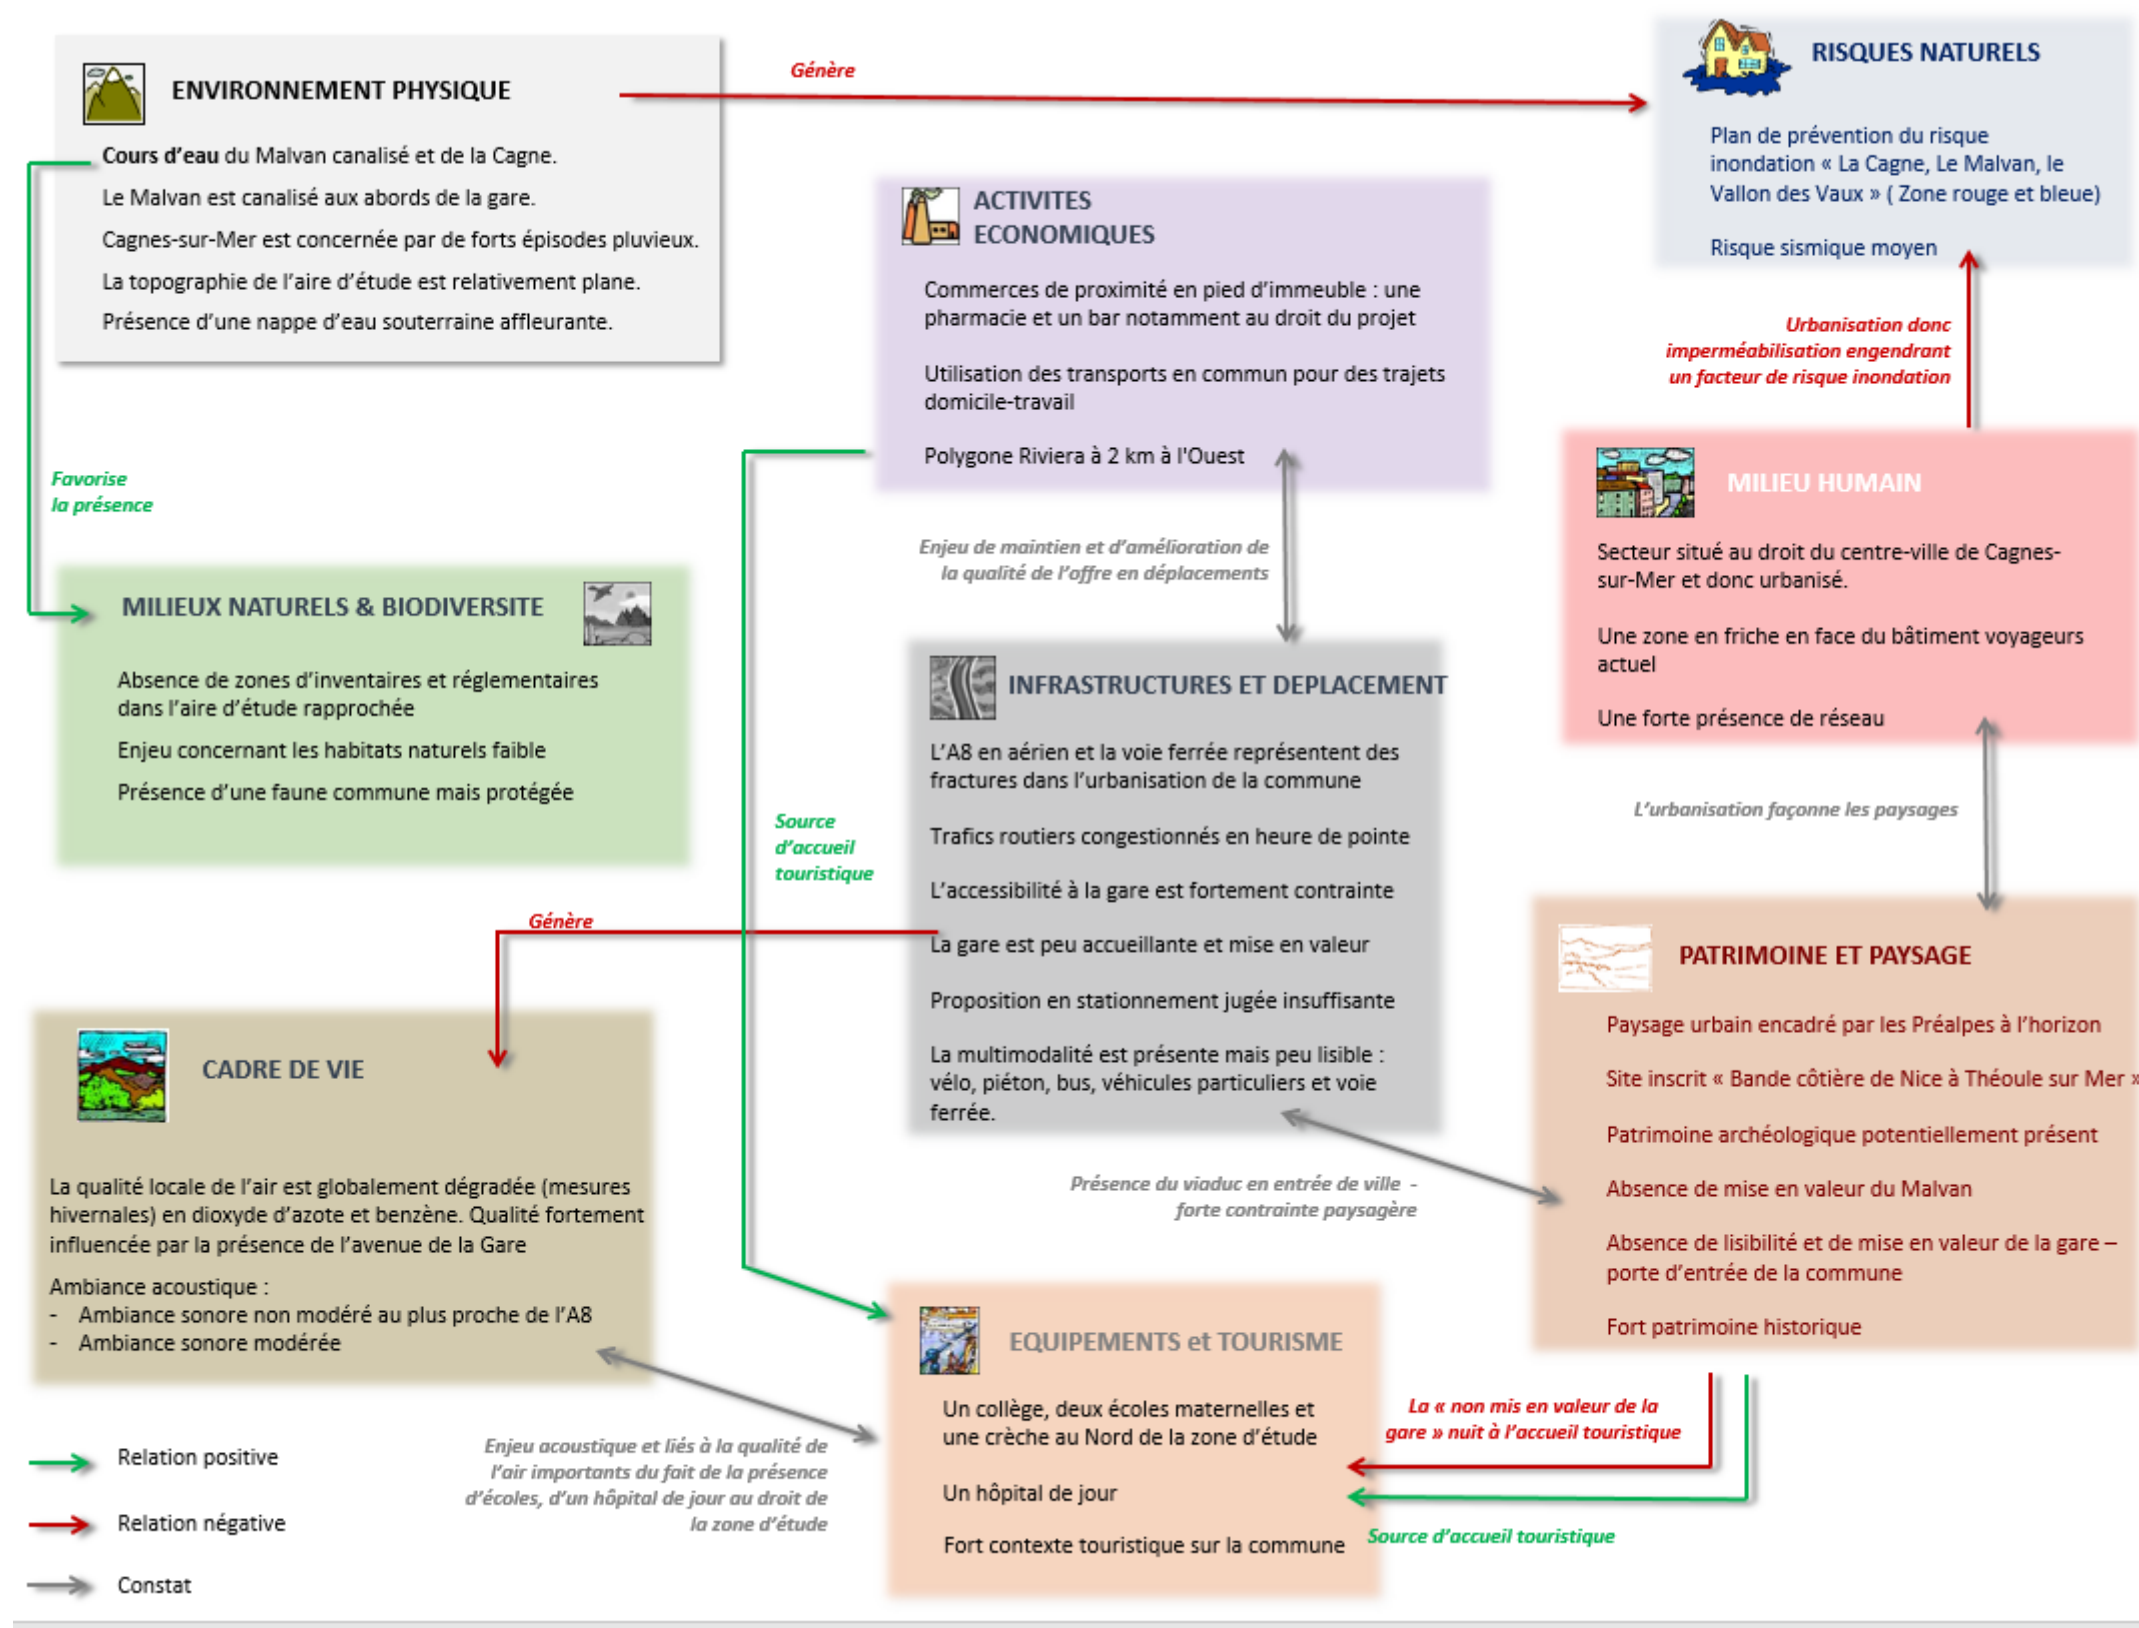 ENVIRONNEMENT PHYSIQUE
Cours d'eau du Malvan canalisé et de la Cagne.
Le Malvan est canalisé aux abords de la gare.
Cagnes-sur-Mer est concernée par de forts épisodes pluvieux.
La topographie de l'aire d'étude est relativement plane.
Présence d'une nappe d'eau souterraine affleurante.
Génère
RISQUES NATURELS
Plan de prévention du risque
inondation « La Cagne, Le Malvan, le
Vallon des Vaux » ( Zone rouge et bleue)
Risque sismique moyen
ACTIVITES
ECONOMIQUES
Commerces de proximité en pied d'immeuble : une
pharmacie et un bar notamment au droit du projet
Utilisation des transports en commun pour des trajets
domicile-travail
Polygone Riviera à 2 km à l'Ouest
Urbanisation donc
imperméabilisation engendrant
un facteur de risque inondation
Favorise
la présence
MILIEU HUMAIN
Secteur situé au droit du centre-ville de Cagnes-
sur-Mer et donc urbanisé.
Une zone en friche en face du bâtiment voyageurs
actuel
Une forte présence de réseau
Enjeu de maintien et d'amélioration de
la qualité de l'offre en déplacements
MILIEUX NATURELS & BIODIVERSITE
Absence de zones d'inventaires et réglementaires
dans l'aire d'étude rapprochée
Enjeu concernant les habitats naturels faible
Présence d'une faune commune mais protégée
INFRASTRUCTURES ET DEPLACEMENT
L'A8 en aérien et la voie ferrée représentent des
fractures dans l'urbanisation de la commune
Trafics routiers congestionnés en heure de pointe
L'accessibilité à la gare est fortement contrainte
La gare est peu accueillante et mise en valeur
Proposition en stationnement jugée insuffisante
La multimodalité est présente mais peu lisible :
vélo, piéton, bus, véhicules particuliers et voie
ferrée.
L'urbanisation façonne les paysages
Source
d'accueil
touristique
Génère
PATRIMOINE ET PAYSAGE
Paysage urbain encadré par les Préalpes à l'horizon
Site inscrit « Bande côtière de Nice à Théoule sur Mer »
Patrimoine archéologique potentiellement présent
Absence de mise en valeur du Malvan
Absence de lisibilité et de mise en valeur de la gare –
porte d'entrée de la commune
Fort patrimoine historique
CADRE DE VIE
La qualité locale de l'air est globalement dégradée (mesures
hivernales) en dioxyde d'azote et benzène. Qualité fortement
influencée par la présence de l'avenue de la Gare
Ambiance acoustique :
- Ambiance sonore non modéré au plus proche de l'A8
- Ambiance sonore modérée
Présence du viaduc en entrée de ville -
forte contrainte paysagère
EQUIPEMENTS et TOURISME
Un collège, deux écoles maternelles et
une crèche au Nord de la zone d'étude
Un hôpital de jour
Fort contexte touristique sur la commune
La « non mis en valeur de la
gare » nuit à l'accueil touristique
Source d'accueil touristique
Enjeu acoustique et liés à la qualité de
l'air importants du fait de la présence
d'écoles, d'un hôpital de jour au droit de
la zone d'étude
Relation positive
Relation négative
Constat